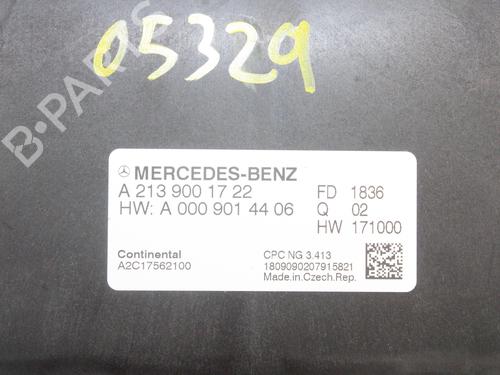 05329
B-PARTS
MERCEDES-BENZ
A 213 900 17 22 FD 1836
HW: A 000 901 44 06 Q 02
HW 171000
Continental CPC NG 3.413
A2C17562100 1809090207915821
Made.in.Czech.Rep.